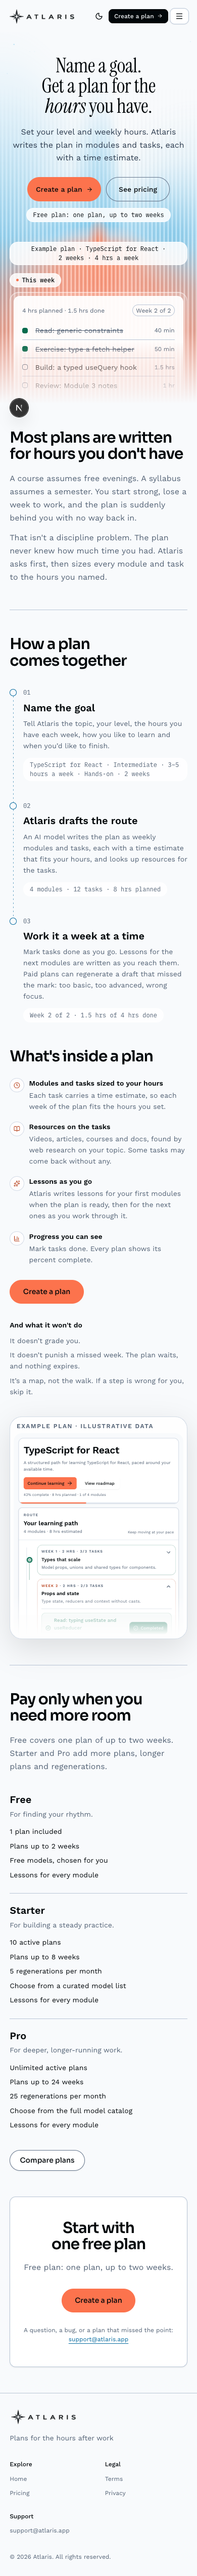 ATLARIS
Create a plan →
Name a goal.
Get a plan for the
hours you have.
Set your level and weekly hours. Atlaris
writes a plan of modules and tasks, each
with a time estimate.
Create a plan →
See pricing
Free plan: one plan, up to two weeks
Example plan · TypeScript for React ·
2 weeks · 4 hrs a week
This week
4 hrs planned · 1.5 hrs done
Week 2 of 2
Read: generic constraints
40 min
Exercise: type a fetch helper
50 min
Build: a typed useQuery hook
1.5 hrs
Review: Module 3 notes
1 hr
N
Most plans are written
for hours you don't have
A course assumes free evenings. A syllabus
assumes a semester. You start strong, lose a
week to work, and the plan is suddenly
behind you with no way back in.
That isn't a discipline problem. The plan
never knew how much time you had. Atlaris
asks first, then sizes every module and task
to the hours you named.
How a plan
comes together
01
Name the goal
Tell Atlaris the topic, your level, the hours you
have each week, how you like to learn and
when you'd like to finish.
TypeScript for React · Intermediate · 3–5
hours a week · Hands-on · 2 weeks
02
Atlaris drafts the route
An AI model writes the plan as weekly
modules and tasks, each with a time estimate
that fits your hours, and looks up resources for
the tasks.
4 modules · 12 tasks · 8 hrs planned
03
Work it a week at a time
Mark tasks done as you go. Lessons for the
next modules are written as you reach them.
Paid plans can regenerate a draft that missed
the mark: too basic, too advanced, wrong
focus.
Week 2 of 2 · 1.5 hrs of 4 hrs done
What's inside a plan
Modules and tasks sized to your hours
Each task carries a time estimate, so each
week of the plan fits the hours you set.
Resources on the tasks
Videos, articles, courses and docs, found by
web research on your topic. Some tasks may
come back without any.
Lessons as you go
Atlaris writes lessons for your first modules
when the plan is ready, then for the next
ones as you work through it.
Progress you can see
Mark tasks done. Every plan shows its
percent complete.
Create a plan
And what it won't do
It doesn't grade you.
It doesn't punish a missed week. The plan waits,
and nothing expires.
It's a map, not the walk. If a step is wrong for you,
skip it.
EXAMPLE PLAN · ILLUSTRATIVE DATA
TypeScript for React
A structured path for learning TypeScript for React, paced around your
available time.
Continue learning →
View roadmap
ROUTE
Your learning path
4 modules · 8 hrs estimated
Keep moving at your pace
WEEK 1 · 2 HRS · 3/3 TASKS
Types that scale
Model props, unions and shared types for components.
WEEK 2 · 2 HRS · 2/3 TASKS
Props and state
Type state, reducers and context without casts.
Read: typing useState and
Pay only when you
need more room
Free covers one plan of up to two weeks.
Starter and Pro add more plans, longer
plans and regenerations.
Free
For finding your rhythm.
1 plan included
Plans up to 2 weeks
Free models, chosen for you
Lessons for every module
Starter
For building a steady practice.
10 active plans
Plans up to 8 weeks
5 regenerations per month
Choose from a curated model list
Lessons for every module
Pro
For deeper, longer-running work.
Unlimited active plans
Plans up to 24 weeks
25 regenerations per month
Choose from the full model catalog
Lessons for every module
Compare plans
Start with
one free plan
Free plan: one plan, up to two weeks.
Create a plan
A question, a bug, or a plan that missed the point:
support@atlaris.app
ATLARIS
Plans for the hours after work
Explore
Legal
Home
Terms
Pricing
Privacy
Support
support@atlaris.app
© 2026 Atlaris. All rights reserved.